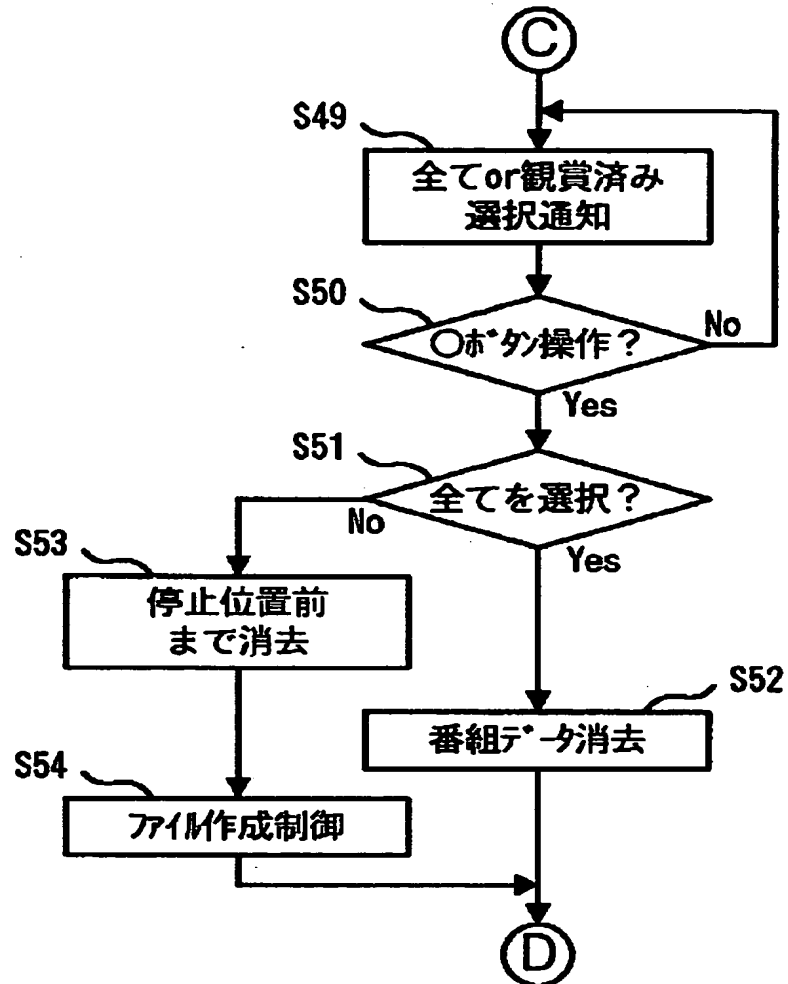 C
S49
全てor観賞済み
選択通知
S50
○ボタン操作？
No
Yes
S51
全てを選択？
No
Yes
S53
停止位置前
まで消去
S52
番組データ消去
S54
ファイル作成制御
D